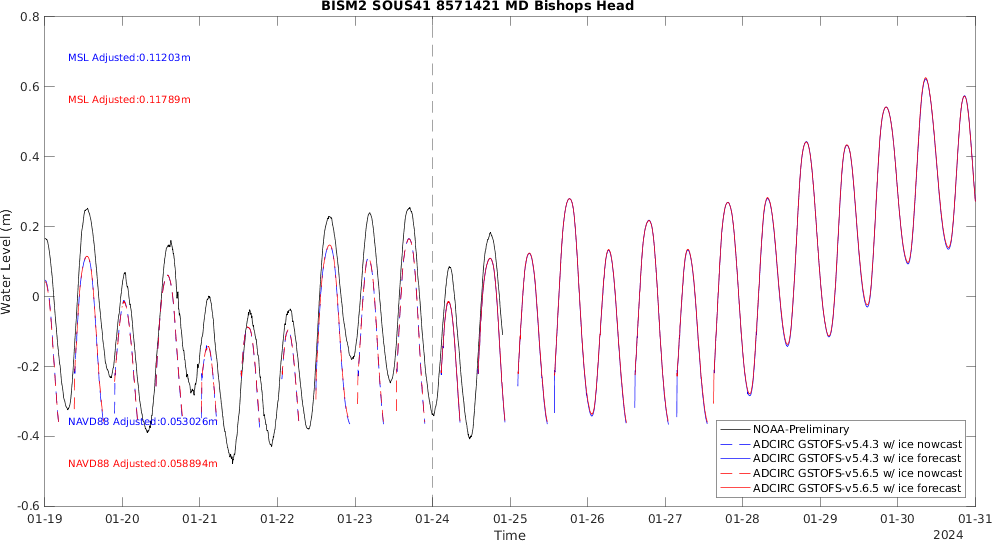 BISM2 SOUS41 8571421 MD Bishops Head
0.8
0.6
0.4
0.2
0
-0.2
-0.4
-0.6
Water Level (m)
MSL Adjusted:0.11203m
MSL Adjusted:0.11789m
NAVD88 Adjusted:0.053026m
NAVD88 Adjusted:0.058894m
NOAA-Preliminary
ADCIRC GSTOFS-v5.4.3 w/ ice nowcast
ADCIRC GSTOFS-v5.4.3 w/ ice forecast
ADCIRC GSTOFS-v5.6.5 w/ ice nowcast
ADCIRC GSTOFS-v5.6.5 w/ ice forecast
01-19 01-20 01-21 01-22 01-23 01-24 01-25 01-26 01-27 01-28 01-29 01-30 01-31
Time
2024